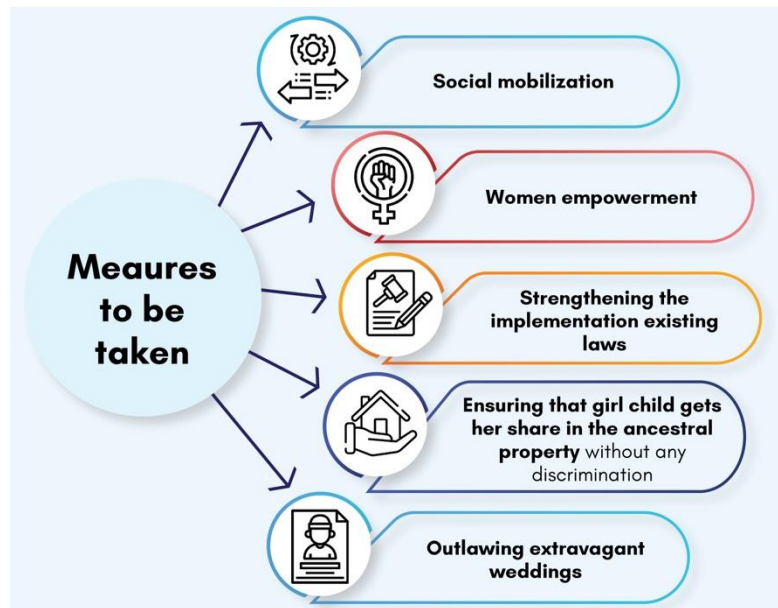 Social mobilization
Women empowerment
Meaures
to be
taken
Strengthening the
implementation existing
laws
Ensuring that girl child gets
her share in the ancestral
property without any
discrimination
Outlawing extravagant
weddings